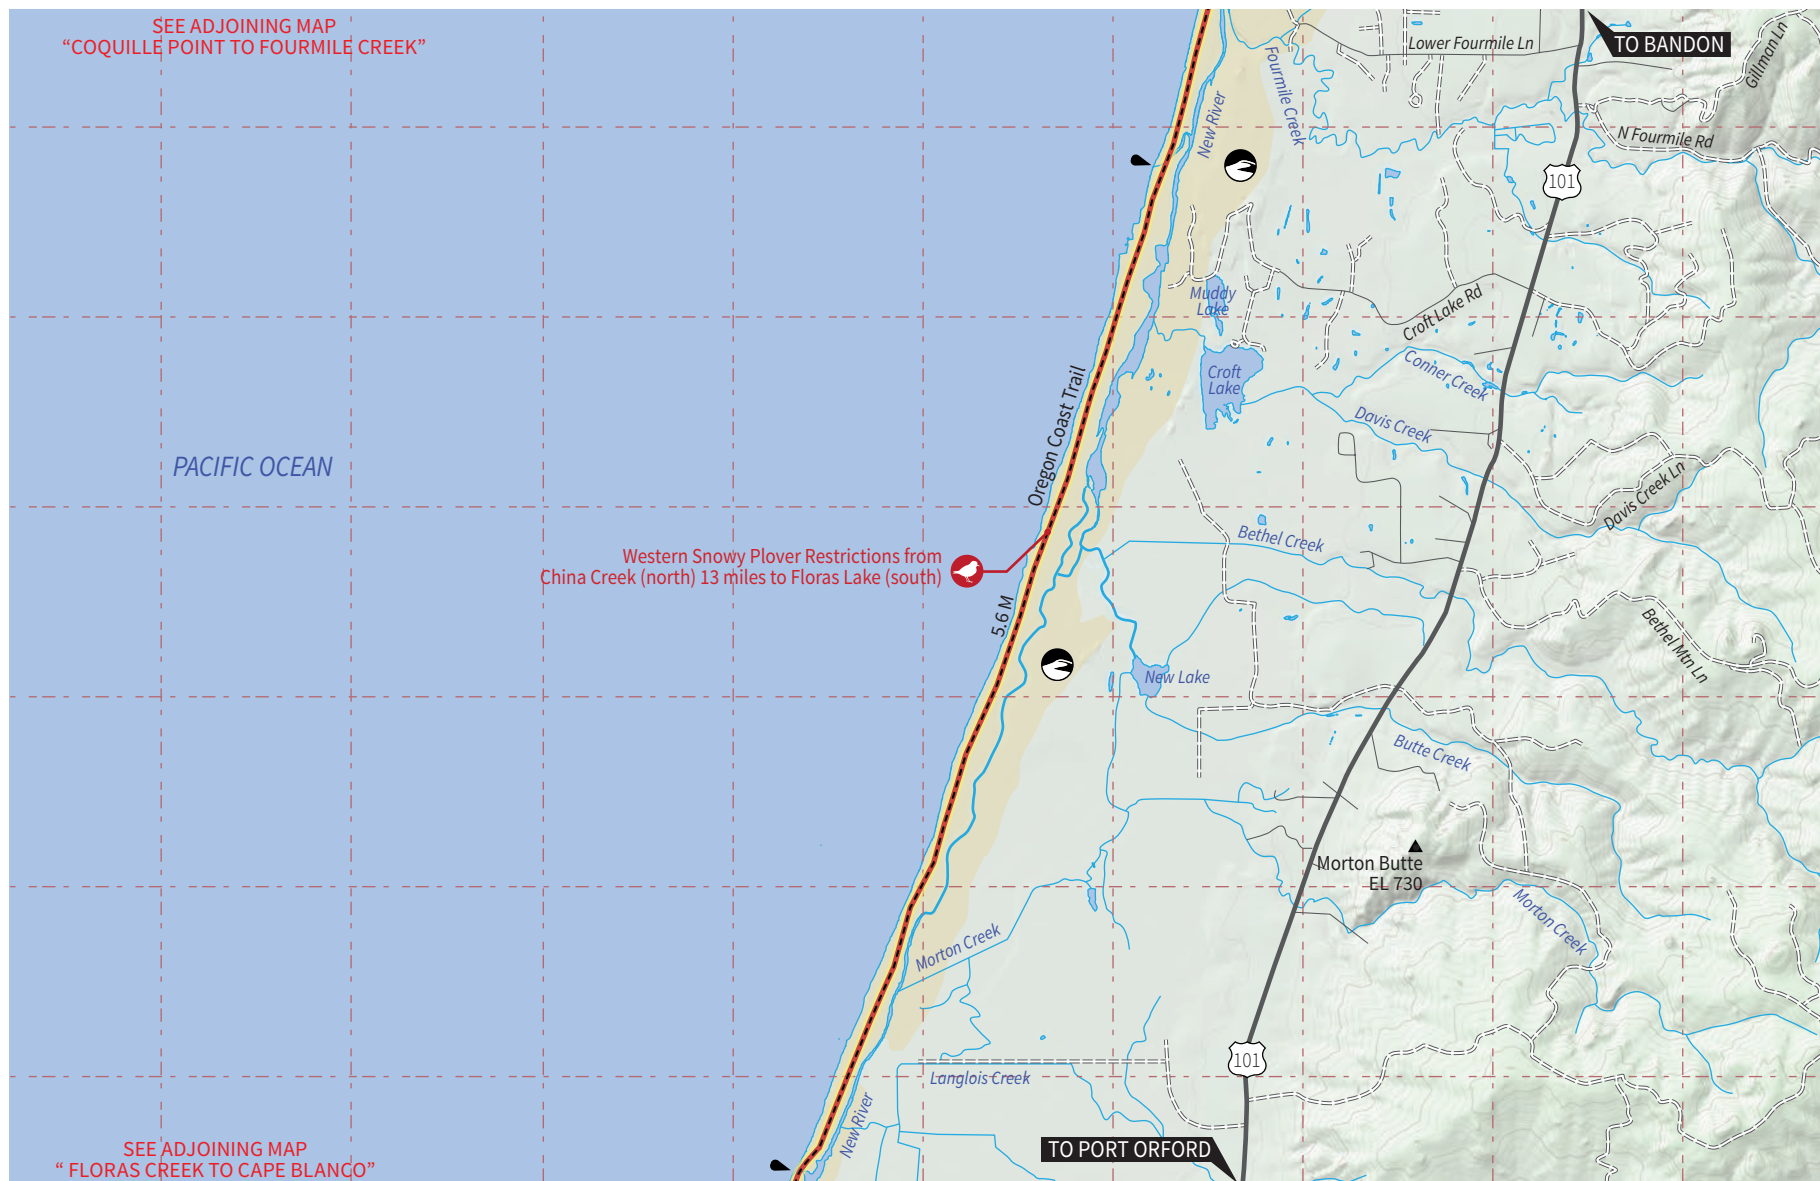 SEE ADJOINING MAP
“COQUILLE POINT TO FOURMILE CREEK”
Lower Fourmile Ln
TO BANDON
Gillman Ln
Fourmile Creek
New River
N Fourmile Rd
101
Muddy
Lake
Croft Lake Rd
Croft
Lake
Conner Creek
Davis Creek
Oregon Coast Trail
PACIFIC OCEAN
Davis Creek Ln
Bethel Creek
Western Snowy Plover Restrictions from
China Creek (north) 13 miles to Floras Lake (south)
5.6 M
Bethel Mtn Ln
New Lake
Butte Creek
Morton Butte
EL 730
Morton Creek
Morton Creek
101
Langlois Creek
New River
TO PORT ORFORD
SEE ADJOINING MAP
“ FLORAS CREEK TO CAPE BLANCO”